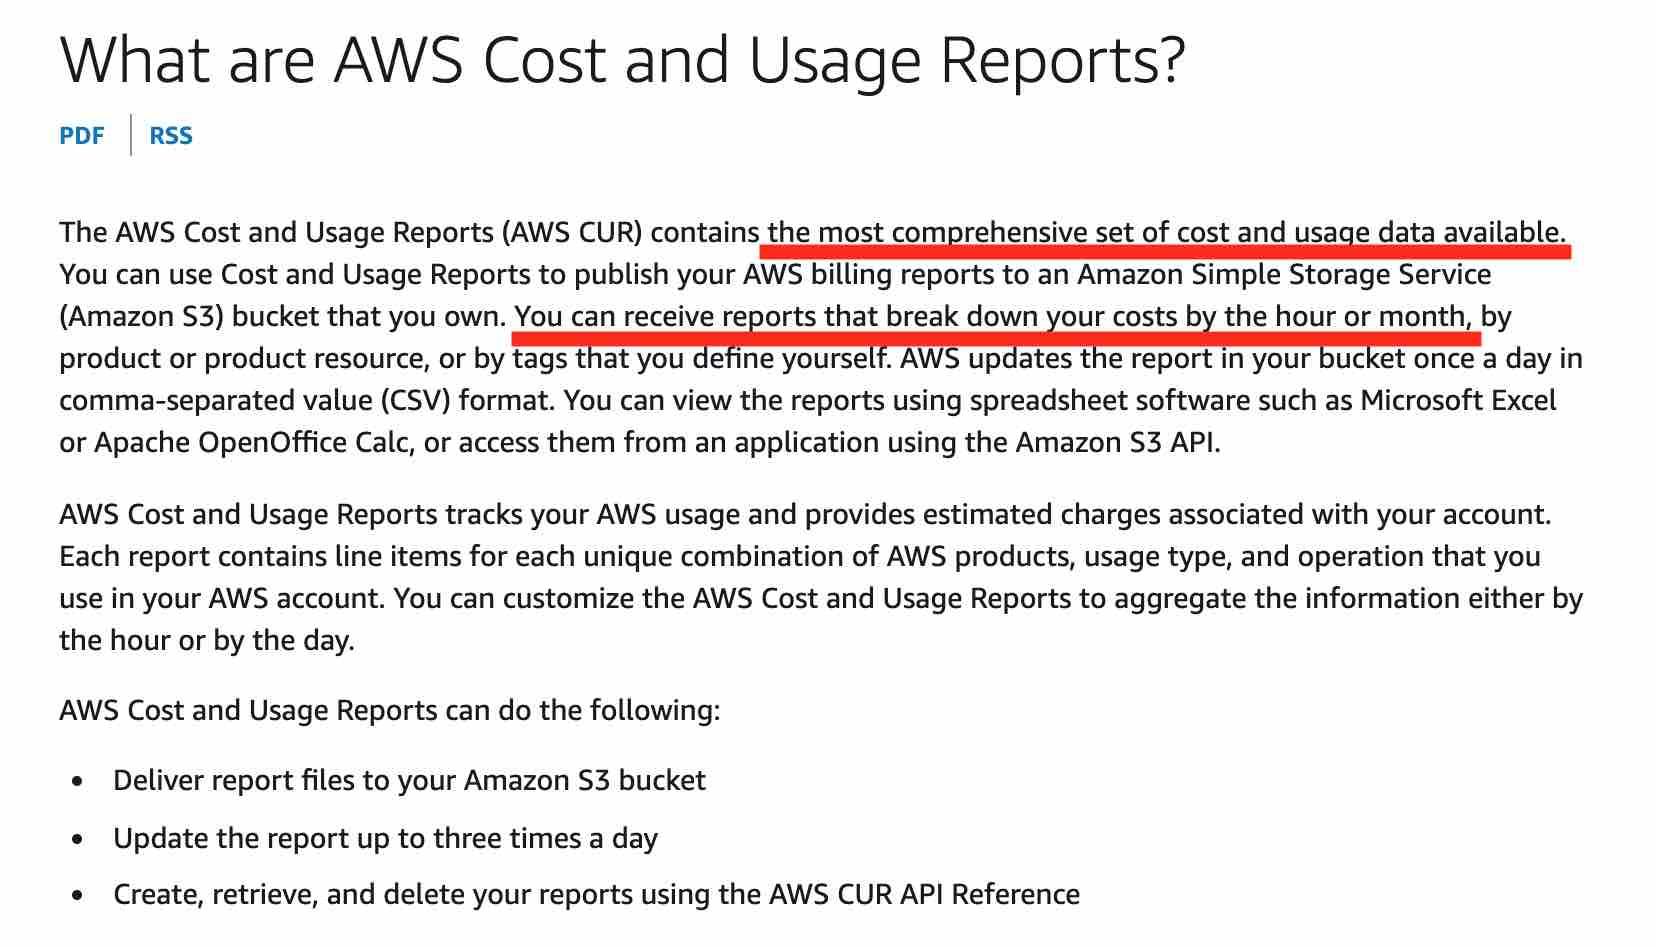 What are AWS Cost and Usage Reports?
PDF
RSS
The AWS Cost and Usage Reports (AWS CUR) contains the most comprehensive set of cost and usage data available.
You can use Cost and Usage Reports to publish your AWS billing reports to an Amazon Simple Storage Service
(Amazon S3) bucket that you own. You can receive reports that break down your costs by the hour or month, by
product or product resource, or by tags that you define yourself. AWS updates the report in your bucket once a day in
comma-separated value (CSV) format. You can view the reports using spreadsheet software such as Microsoft Excel
or Apache OpenOffice Calc, or access them from an application using the Amazon S3 API.
AWS Cost and Usage Reports tracks your AWS usage and provides estimated charges associated with your account.
Each report contains line items for each unique combination of AWS products, usage type, and operation that you
use in your AWS account. You can customize the AWS Cost and Usage Reports to aggregate the information either by
the hour or by the day.
AWS Cost and Usage Reports can do the following:
• Deliver report files to your Amazon S3 bucket
• Update the report up to three times a day
• Create, retrieve, and delete your reports using the AWS CUR API Reference